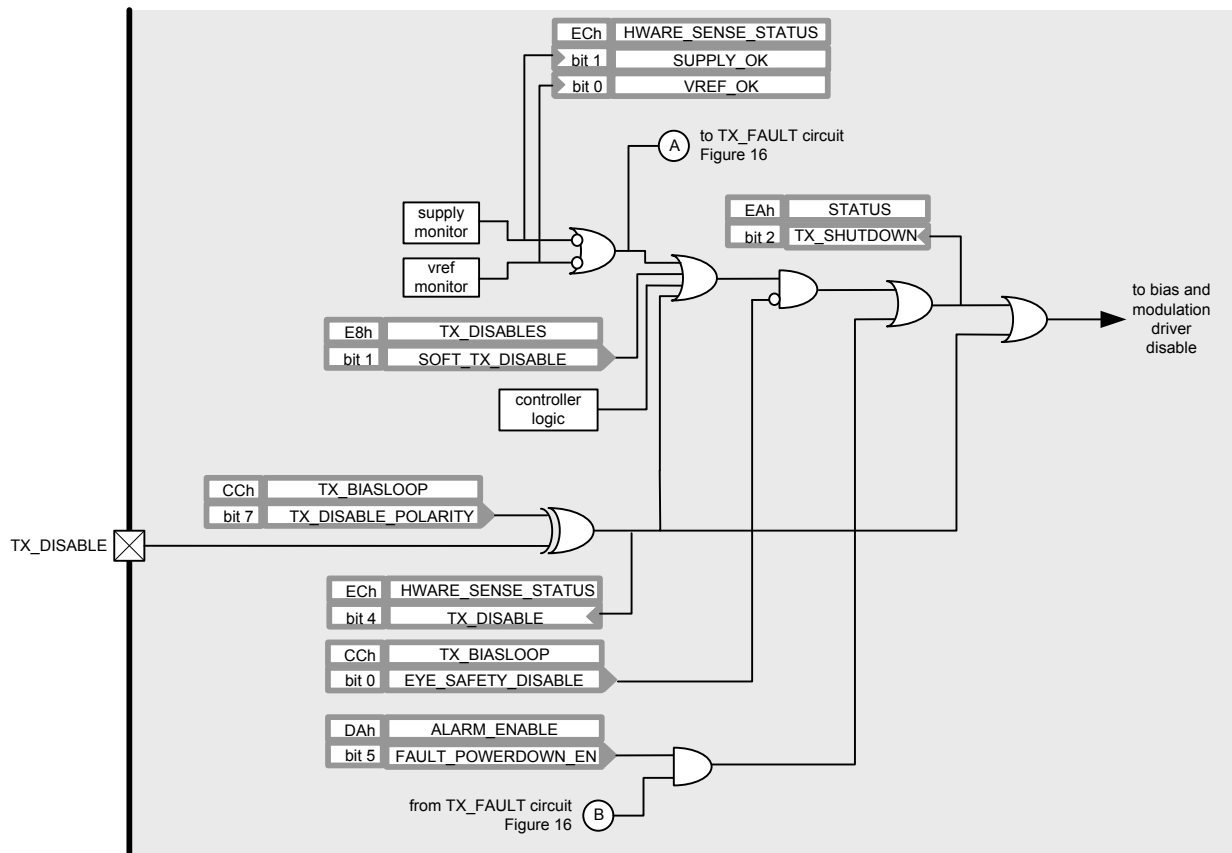 ECh HWARE_SENSE_STATUS
bit 1 SUPPLY_OK
bit 0 VREF_OK
A to TX_FAULT circuit
Figure 16
supply
monitor
vref
monitor
EAh STATUS
bit 2 TX_SHUTDOWN
to bias and
modulation
driver
disable
E8h TX_DISABLES
bit 1 SOFT_TX_DISABLE
controller
logic
CCh TX_BIASLOOP
bit 7 TX_DISABLE_POLARITY
TX_DISABLE
ECh HWARE_SENSE_STATUS
bit 4 TX_DISABLE
CCh TX_BIASLOOP
bit 0 EYE_SAFETY_DISABLE
DAh ALARM_ENABLE
bit 5 FAULT_POWERDOWN_EN
from TX_FAULT circuit B
Figure 16